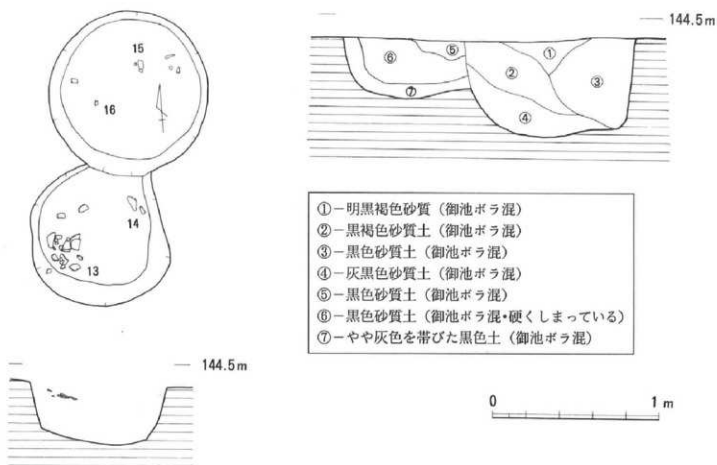 15
16
14
13
144.5m
144.5m
⑥
⑤
①
②
③
⑦
④
①－明黒褐色砂質（御池ボラ混）
②－黒褐色砂質土（御池ボラ混）
③－黒色砂質土（御池ボラ混）
④－灰黒色砂質土（御池ボラ混）
⑤－黒色砂質土（御池ボラ混）
⑥－黒色砂質土（御池ボラ混・硬くしまっている）
⑦－やや灰色を帯びた黒色土（御池ボラ混）
0 1m